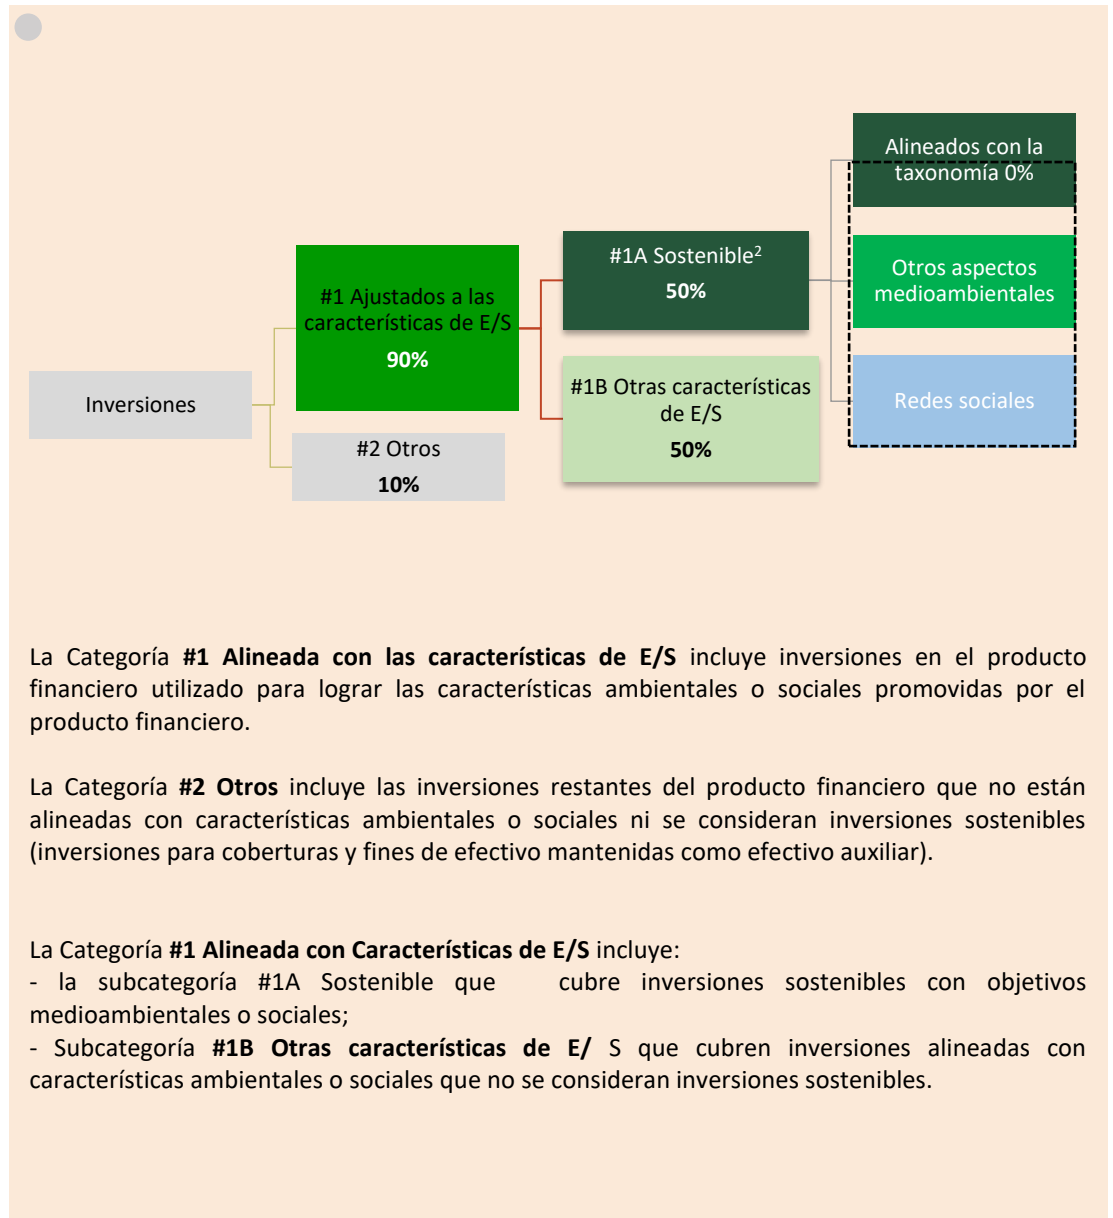 Alineados con la
taxonomía 0%
#1A Sostenible2
50%
Otros aspectos
medioambientales
#1 Ajustados a las
características de E/S
90%
#1B Otras características
de E/S
50%
Inversiones
Redes sociales
#2 Otros
10%
La Categoría #1 Alineada con las características de E/S incluye inversiones en el producto
financiero utilizado para lograr las características ambientales o sociales promovidas por el
producto financiero.
La Categoría #2 Otros incluye las inversiones restantes del producto financiero que no están
alineadas con características ambientales o sociales ni se consideran inversiones sostenibles
(inversiones para coberturas y fines de efectivo mantenidas como efectivo auxiliar).
La Categoría #1 Alineada con Características de E/S incluye:
- la subcategoría #1A Sostenible que cubre inversiones sostenibles con objetivos
medioambientales o sociales;
- Subcategoría #1B Otras características de E/ S que cubren inversiones alineadas con
características ambientales o sociales que no se consideran inversiones sostenibles.